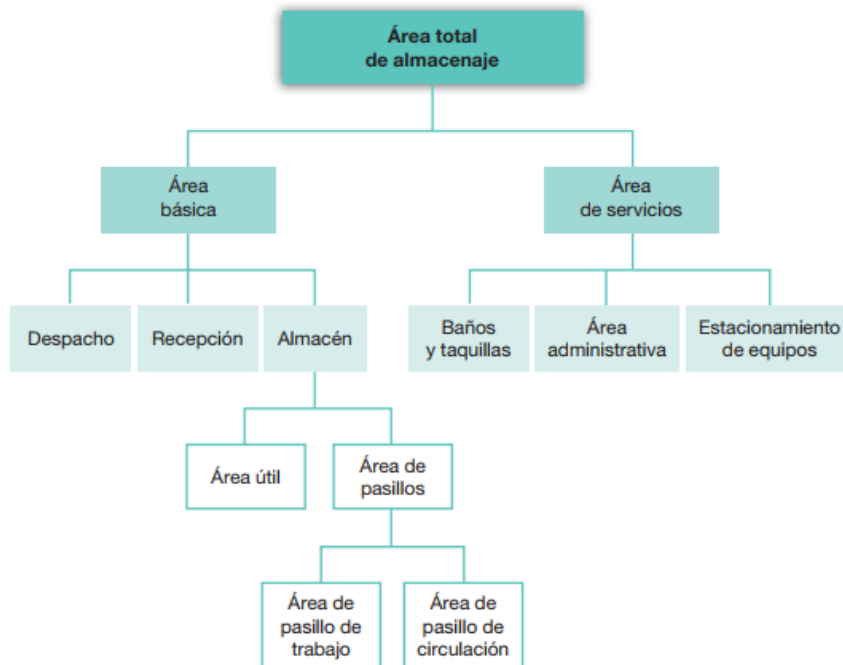 Área total
de almacenaje
Área
básica
Área
de servicios
Despacho
Recepción
Almacén
Baños
y taquillas
Área
administrativa
Estacionamiento
de equipos
Área útil
Área de
pasillos
Área de
pasillo de
trabajo
Área de
pasillo de
circulación